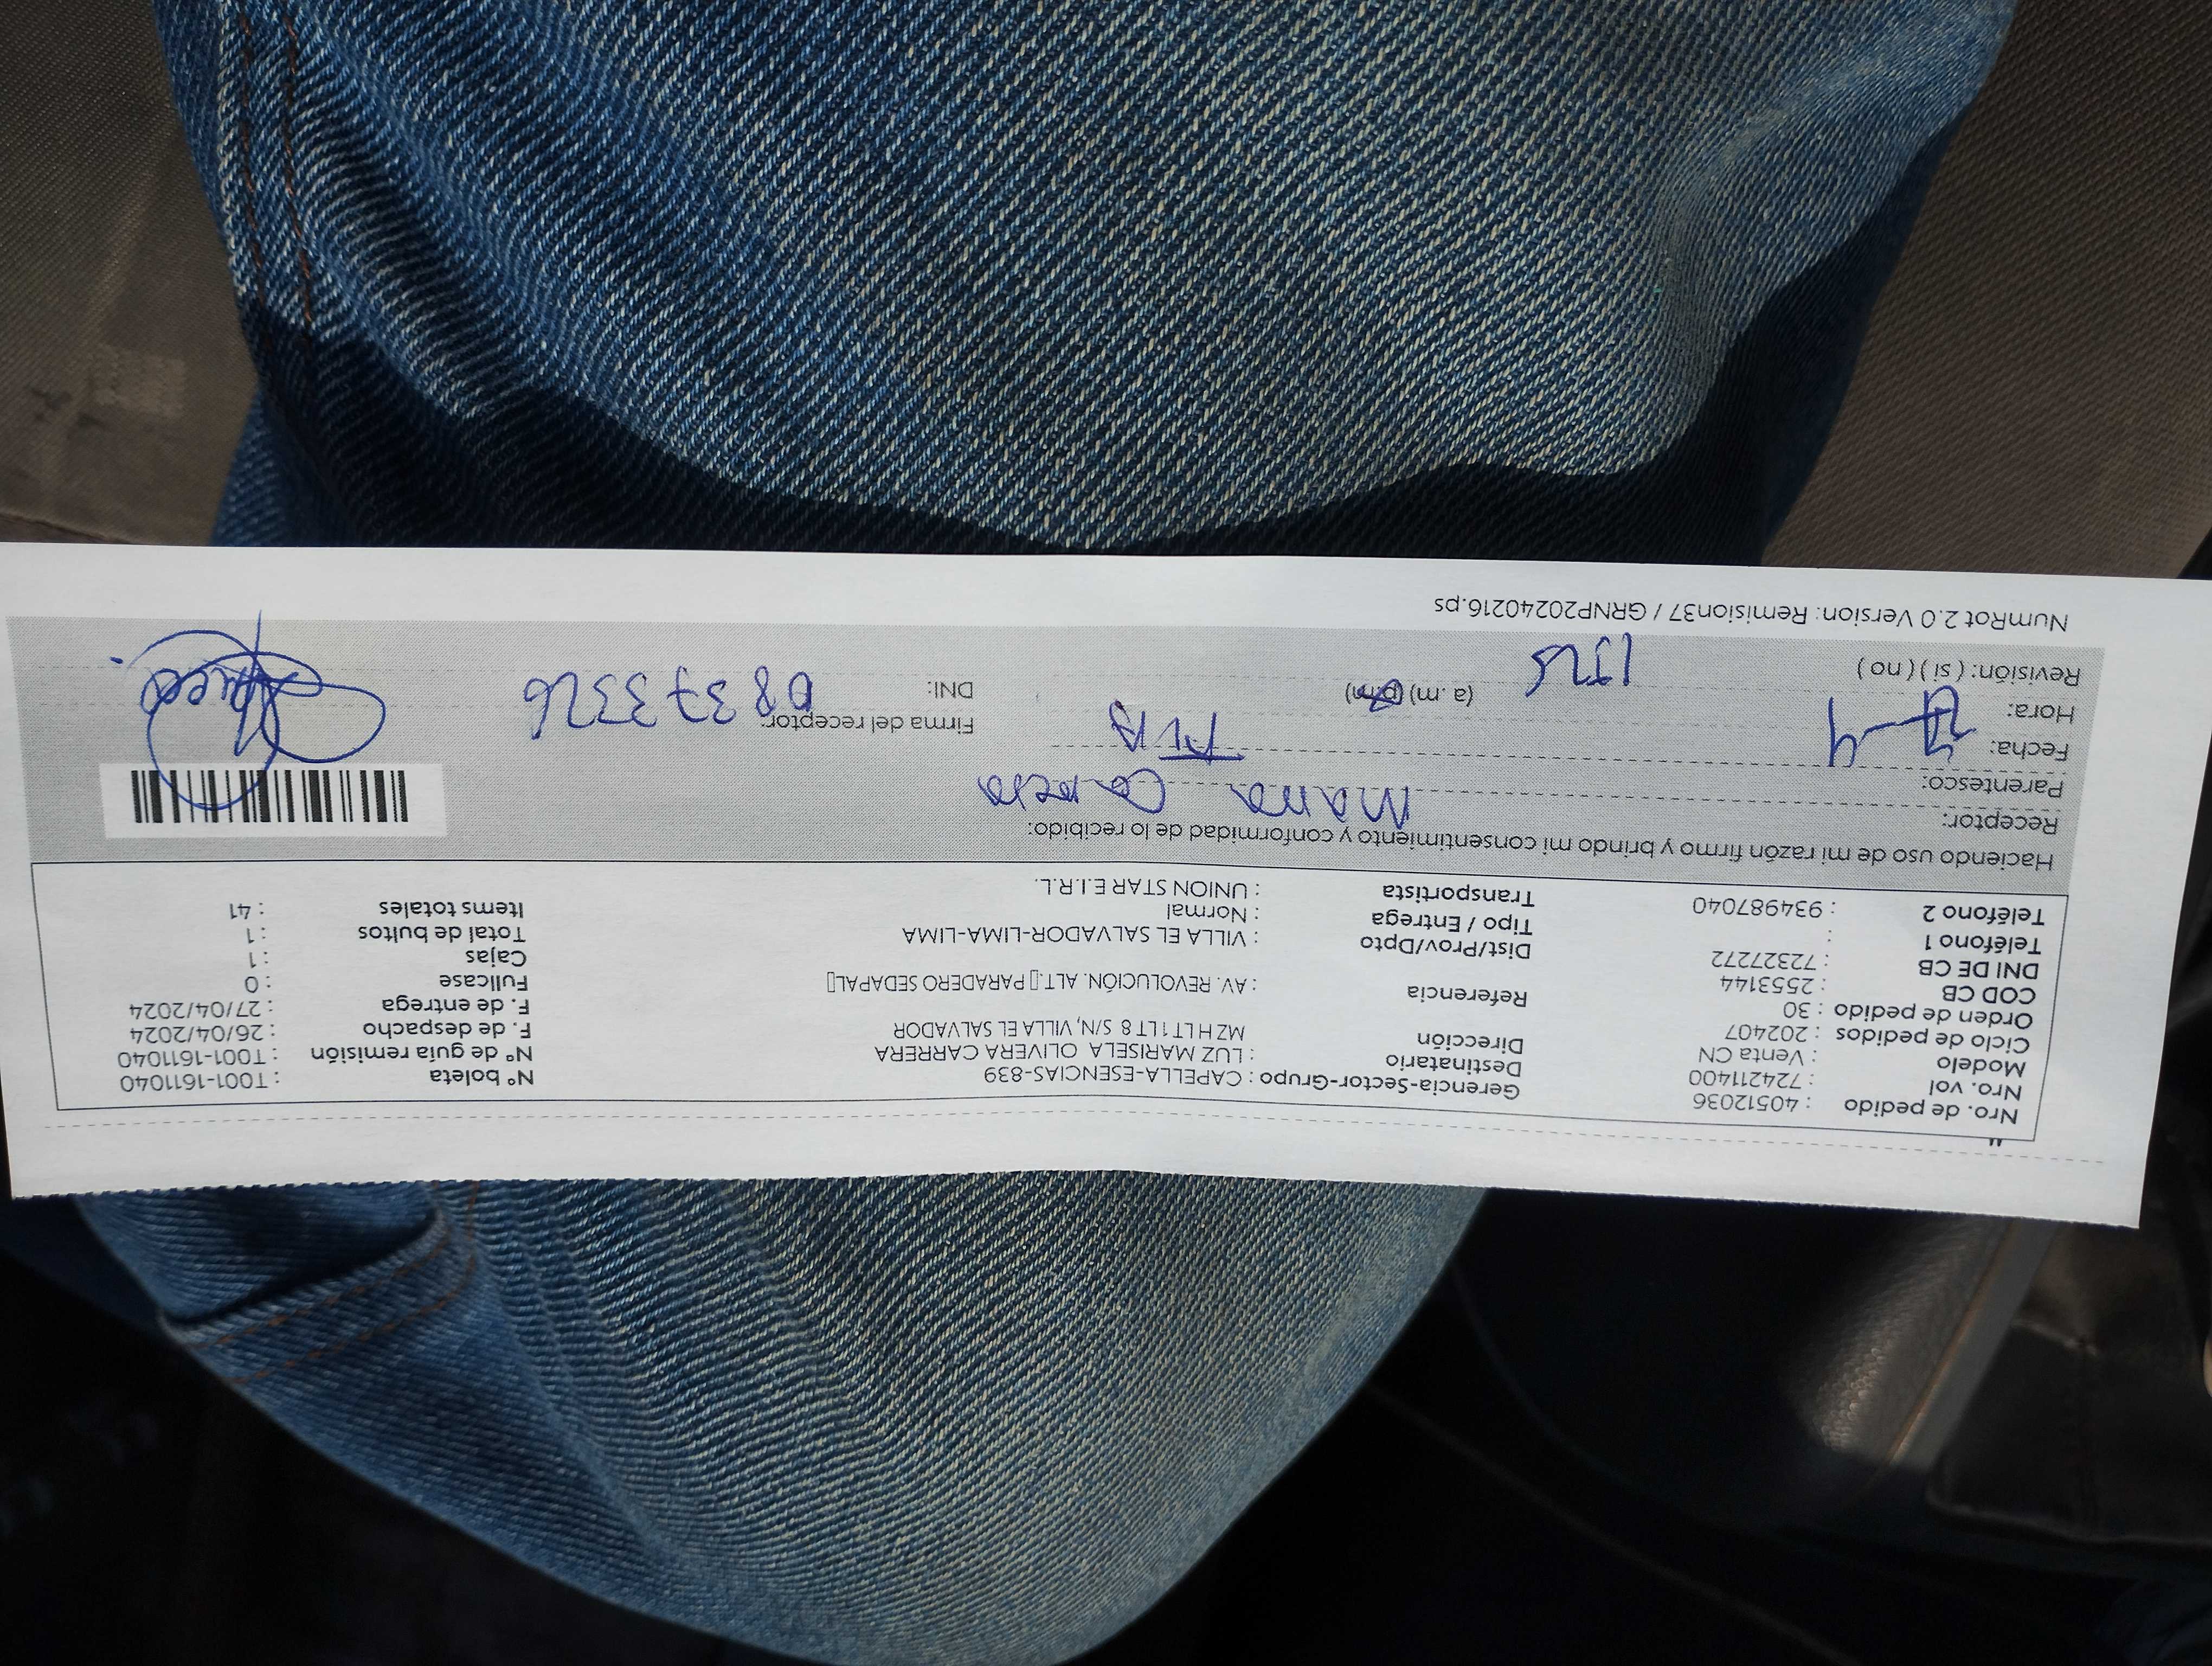 Nro. de pedido : 40512036
Nro. vol : 724211400
Modelo : Venta CN
Ciclo de pedidos : 202407
Orden de pedido : 30
COD CB : 2553144
DNI DE CB : 72327272
Teléfono 1 :
Teléfono 2 : 934987040
Gerencia-Sector-Grupo : CAPELLA-ESENCIAS-839
Destinatario : LUZ MARISELA OLIVERA CARRERA
Dirección MZ H LT 1 LT 8 S/N, VILLA EL SALVADOR
Referencia : AV. REVOLUCIÓN. ALT.▯ PARADERO SEDAPAL▯
Dist/Prov/Dpto : VILLA EL SALVADOR-LIMA-LIMA
Tipo / Entrega : Normal
Transportista : UNION STAR E.I.R.L.
N° boleta : T001-1611040
N° de guía remisión : T001-1611040
F. de despacho : 26/04/2024
F. de entrega : 27/04/2024
Fullcase : 0
Cajas : 1
Total de bultos : 1
Items totales : 41
Haciendo uso de mi razón firmo y brindo mi consentimiento y conformidad de lo recibido:
Receptor: Maria
Parentesco:
Fecha:
Hora: (a.m) (p.m)
Revisión: ( si ) ( no )
Firma del receptor:
DNI: 08373326
NumRot 2.0 Version: Remision37 / GRNP20240216.ps